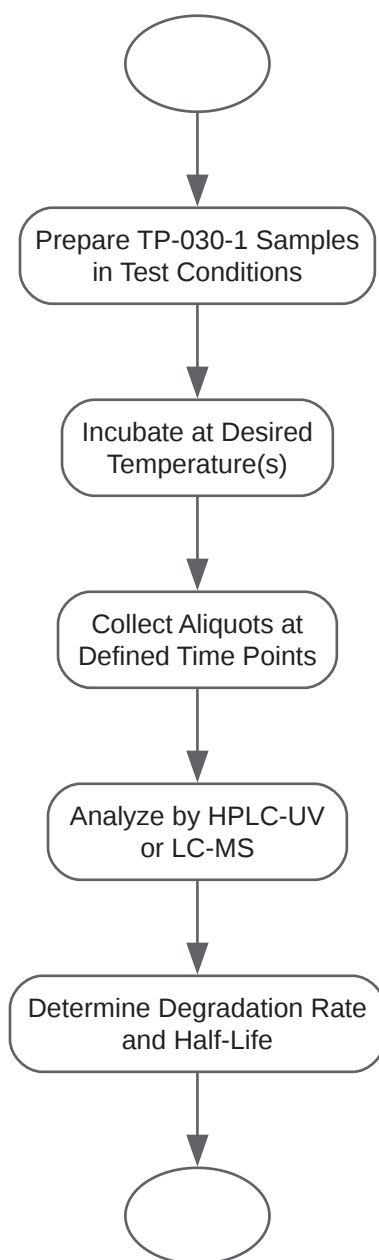 Prepare TP-030-1 Samples
in Test Conditions
Incubate at Desired
Temperature(s)
Collect Aliquots at
Defined Time Points
Analyze by HPLC-UV
or LC-MS
Determine Degradation Rate
and Half-Life